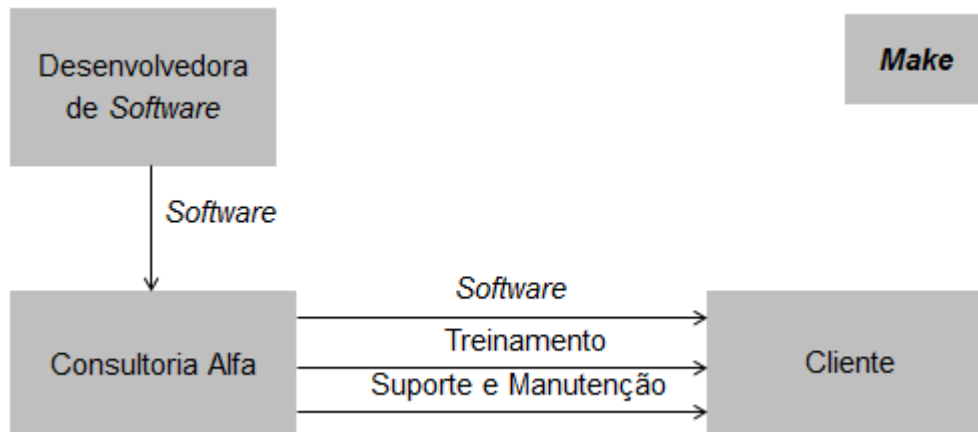 Desenvolvedora
de Software
Make
Software
Software
Treinamento
Suporte e Manutenção
Consultoria Alfa
Cliente